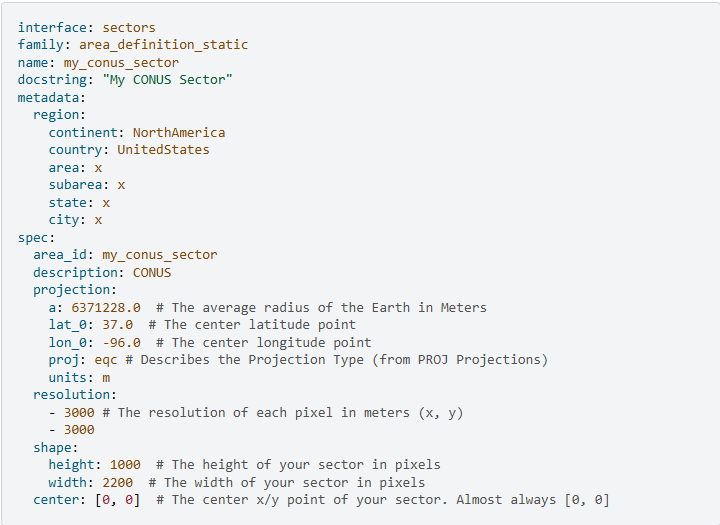 interface: sectors
family: area_definition_static
name: my_conus_sector
docstring: "My CONUS Sector"
metadata:
  region:
    continent: NorthAmerica
    country: UnitedStates
    area: x
    subarea: x
    state: x
    city: x
spec:
  area_id: my_conus_sector
  description: CONUS
  projection:
    a: 6371228.0  # The average radius of the Earth in Meters
    lat_0: 37.0  # The center latitude point
    lon_0: -96.0  # The center longitude point
    proj: eqc # Describes the Projection Type (from PROJ Projections)
    units: m
  resolution:
    - 3000 # The resolution of each pixel in meters (x, y)
    - 3000
  shape:
    height: 1000  # The height of your sector in pixels
    width: 2200  # The width of your sector in pixels
  center: [0, 0]  # The center x/y point of your sector. Almost always [0, 0]